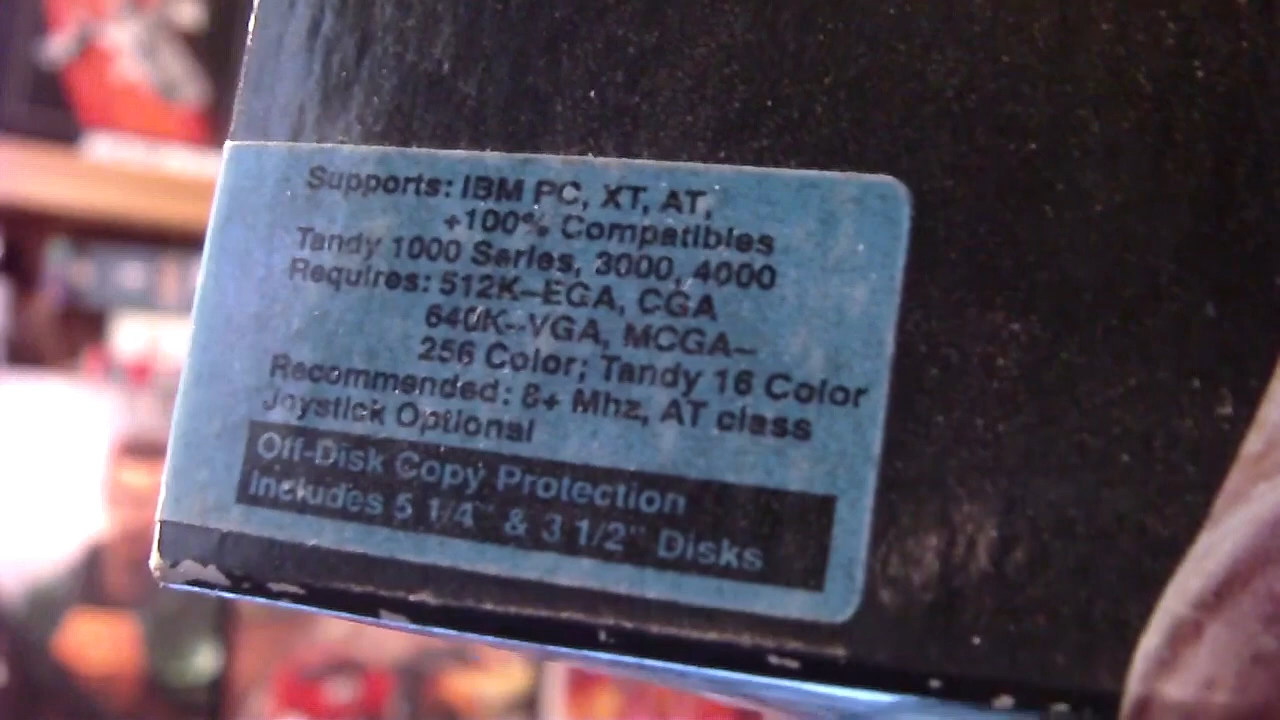 Supports: IBM PC, XT, AT,
+100% Compatibles
Tandy 1000 Series, 3000, 4000
Requires: 512K–EGA, CGA
640K--VGA, MCGA–
256 Color; Tandy 16 Color
Recommended: 8+ Mhz, AT class
Joystick Optional
Off-Disk Copy Protection
Includes 5 1/4" & 3 1/2" Disks